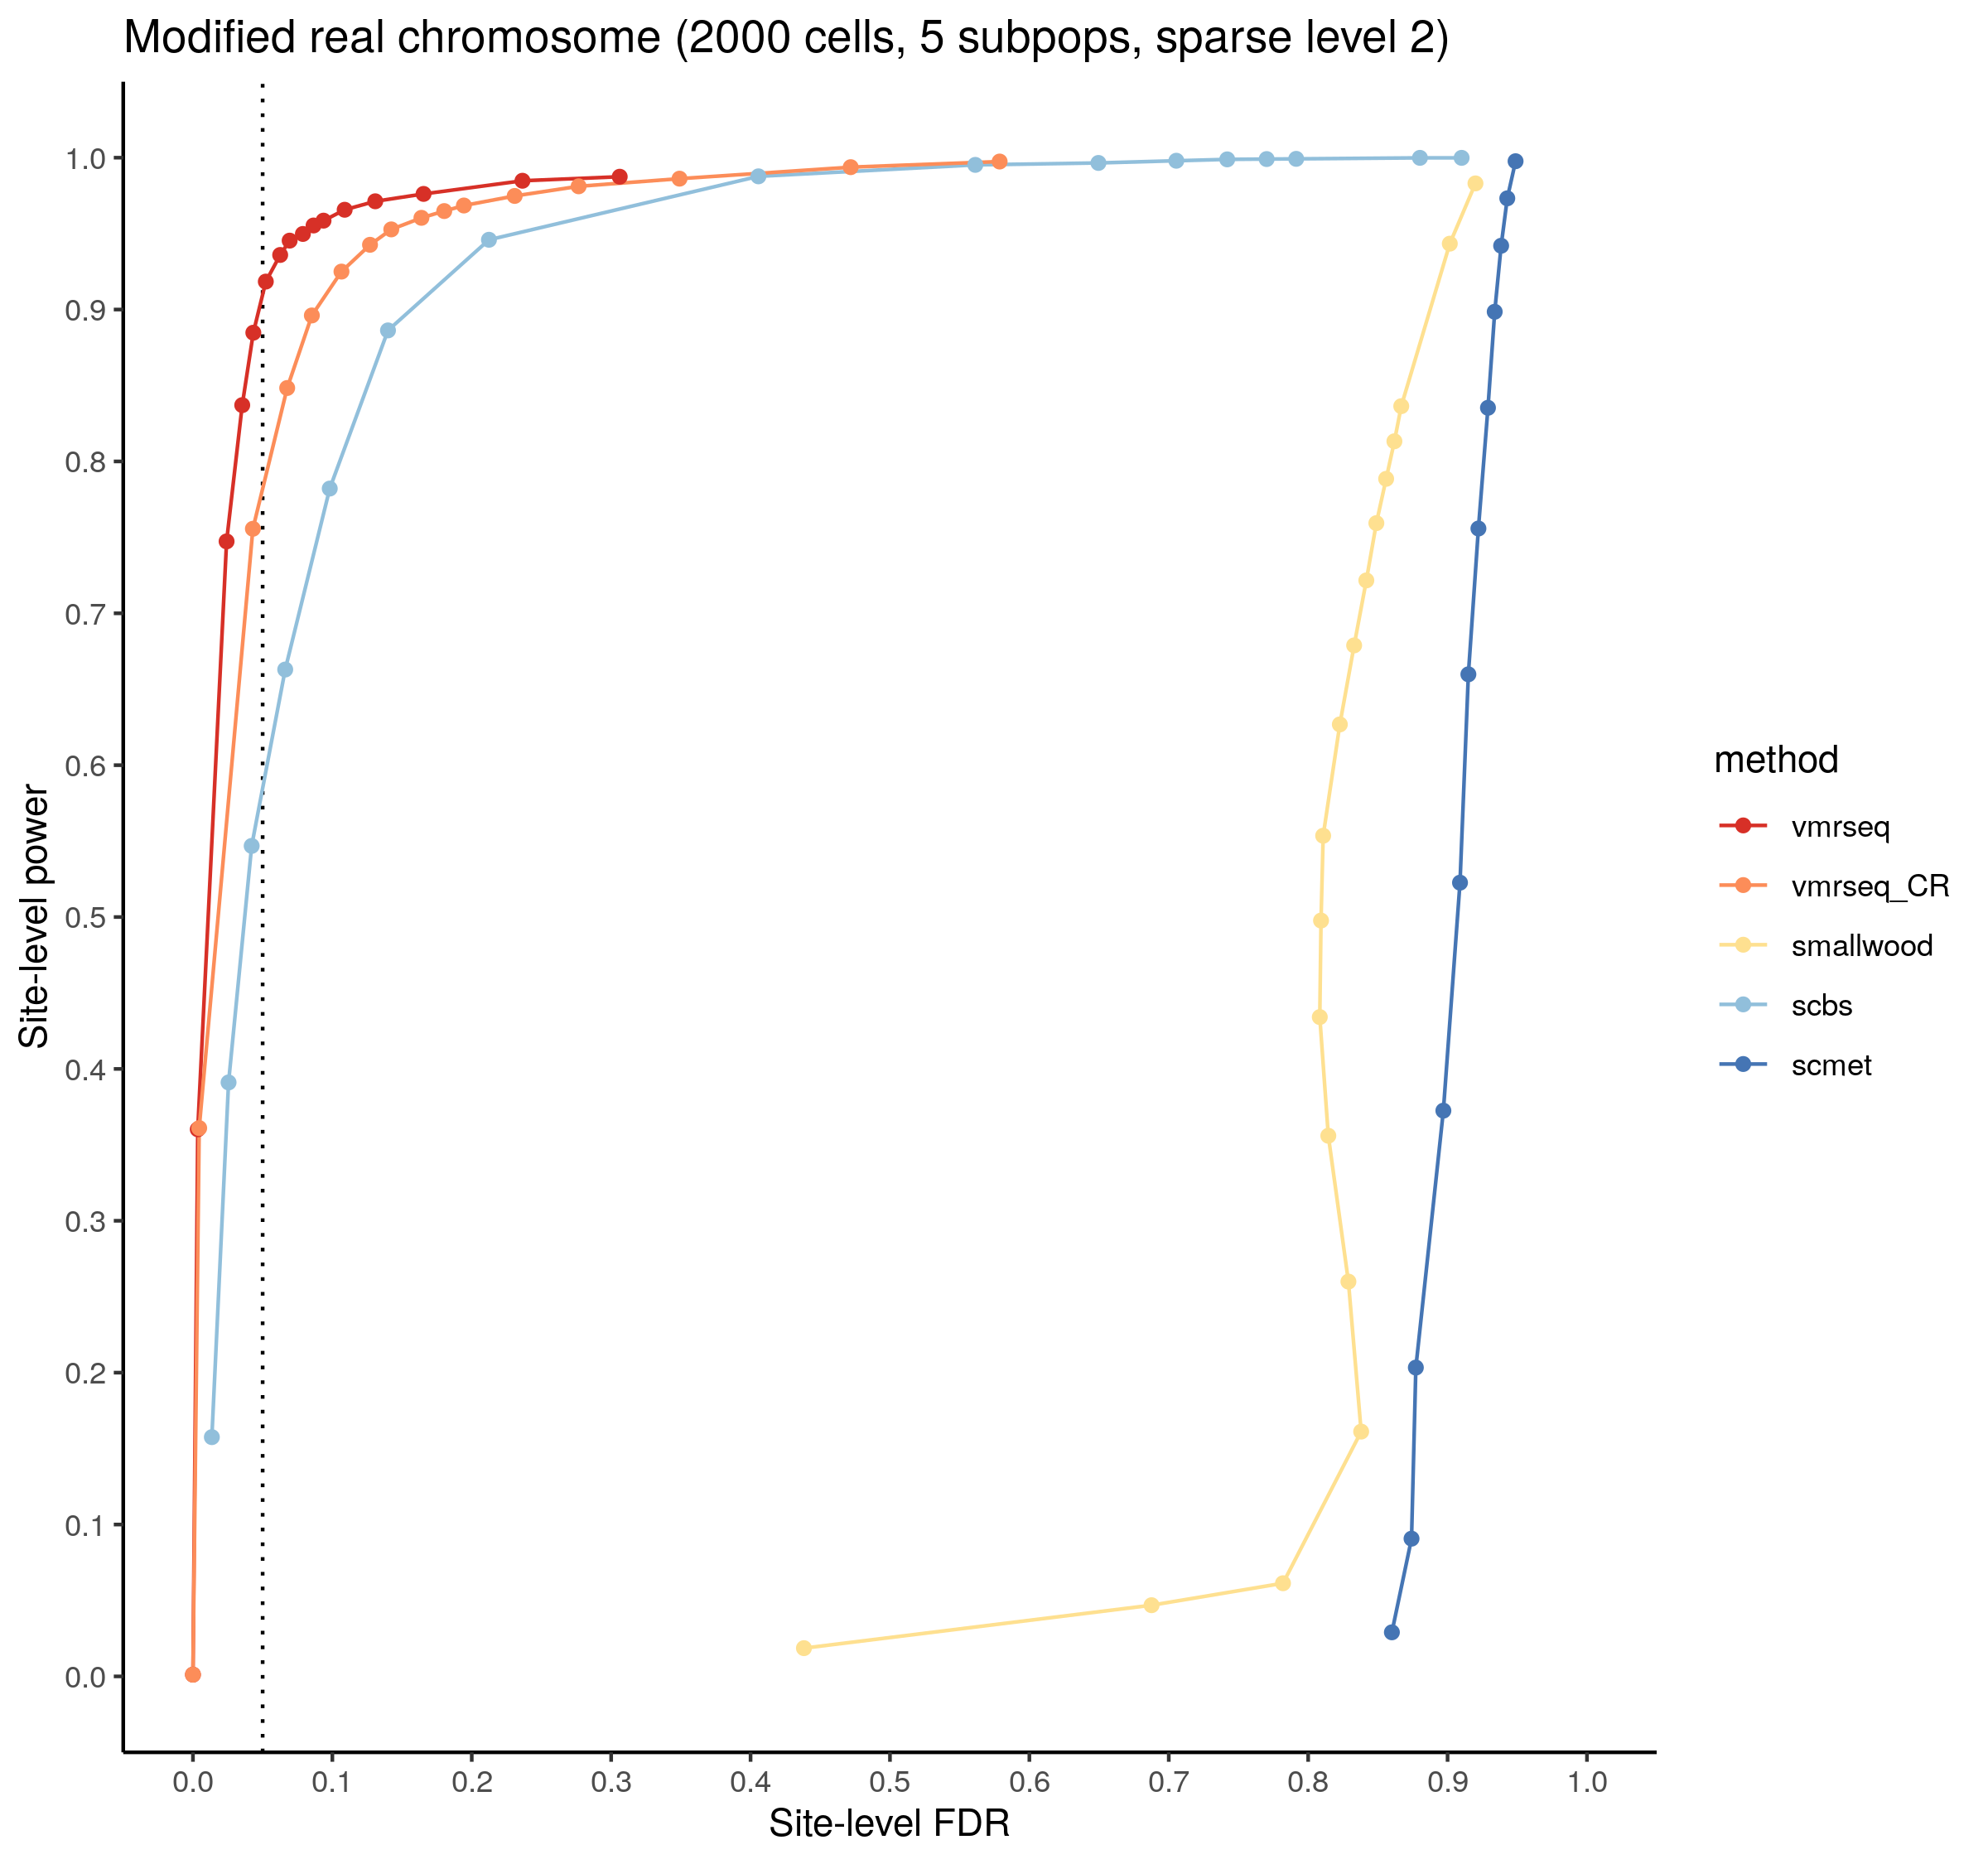 Modified real chromosome (2000 cells, 5 subpops, sparse level 2)
Site-level power
1.0
0.9
0.8
0.7
0.6
0.5
0.4
0.3
0.2
0.1
0.0
0.0 0.1 0.2 0.3 0.4 0.5 0.6 0.7 0.8 0.9 1.0
Site-level FDR
method
vmrseq
vmrseq_CR
smallwood
scbs
scmet